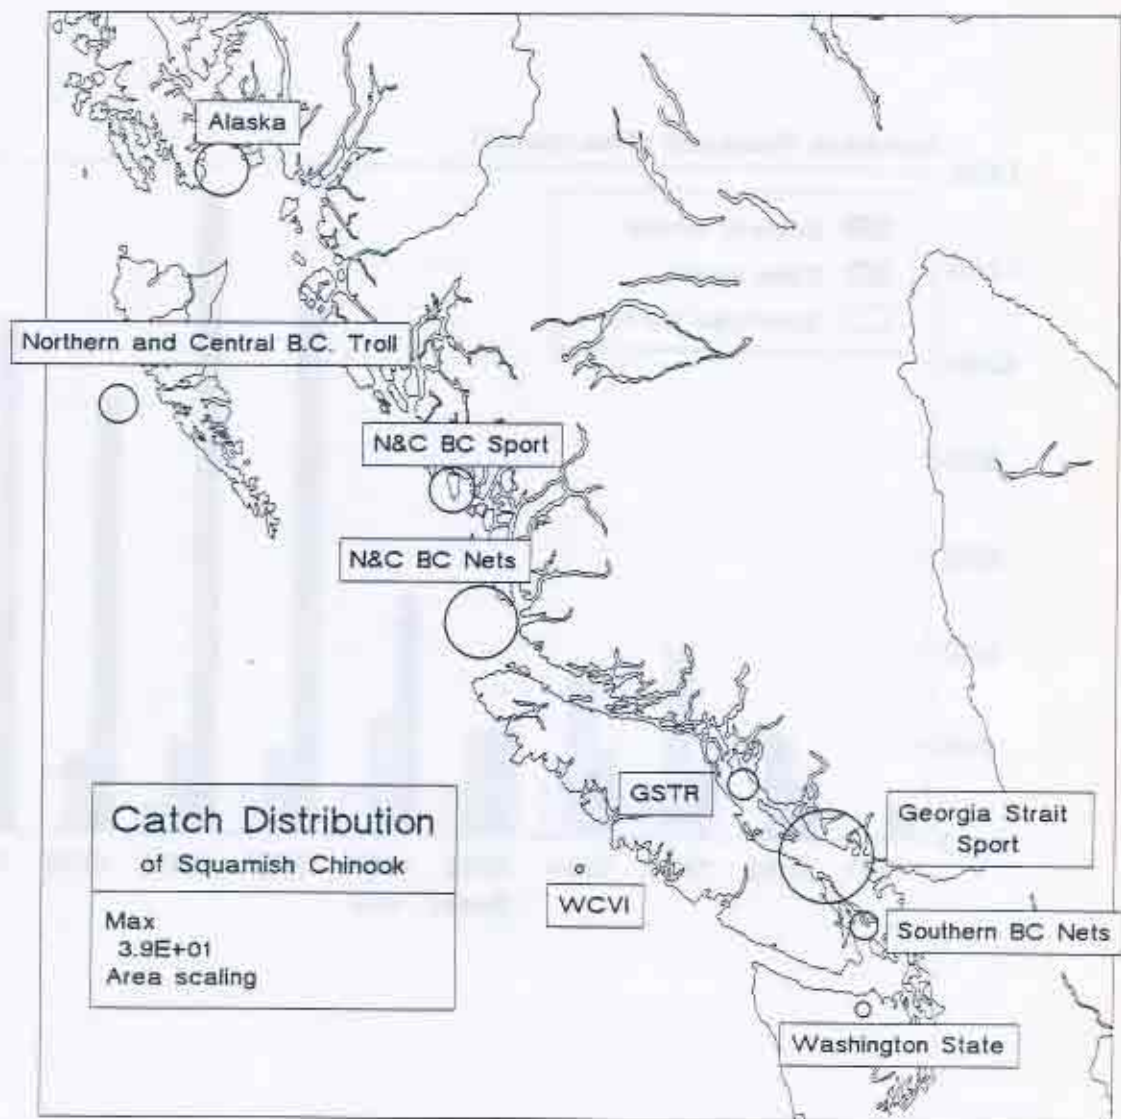 Alaska
Northern and Central B.C. Troll
N&C BC Sport
N&C BC Nets
GSTR
Georgia Strait
Sport
WCVI
Southern BC Nets
Washington State
Catch Distribution
of Squamish Chinook
Max
3.9E+01
Area scaling